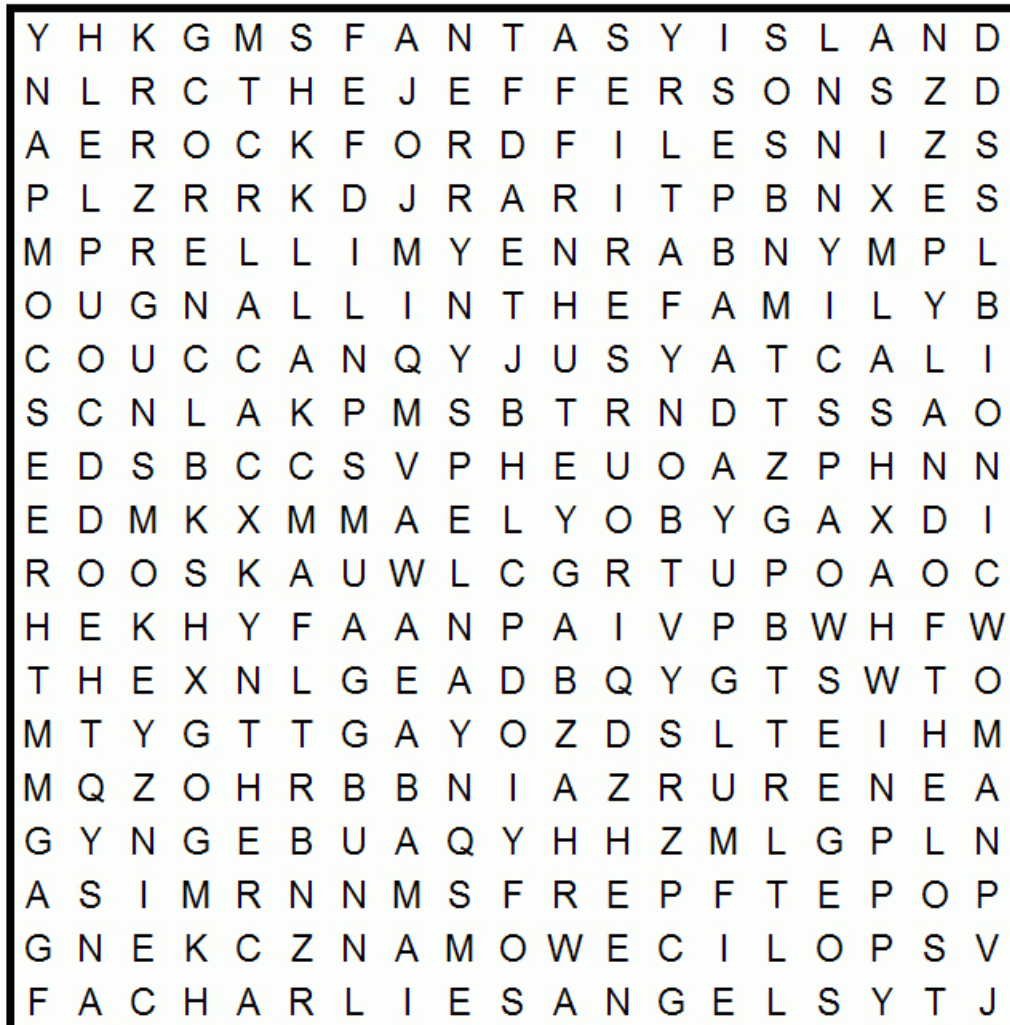 Y H K G M S F A N T A S Y I S L A N D
N L R C T H E J E F F E R S O N S Z D
A E R O C K F O R D F I L E S N I Z S
P L Z R R K D J R A R I T P B N X E S
M P R E L L I M Y E N R A B N Y M P L
O U G N A L L I N T H E F A M I L Y B
C O U C C A N Q Y J U S Y A T C A L I
S C N L A K P M S B T R N D T S S A O
E D S B C C S V P H E U O A Z P H N N
E D M K X M M A E L Y O B Y G A X D I
R O O S K A U W L C G R T U P O A O C
H E K H Y F A A N P A I V P B W H F W
T H E X N L G E A D B Q Y G T S W T O
M T Y G T T G A Y O Z D S L T E I H M
M Q Z O H R B B N I A Z R U R E N E A
G Y N G E B U A Q Y H H Z M L G P L N
A S I M R N N M S F R E P F T E P O P
G N E K C Z N A M O W E C I L O P S V
F A C H A R L I E S A N G E L S Y T J